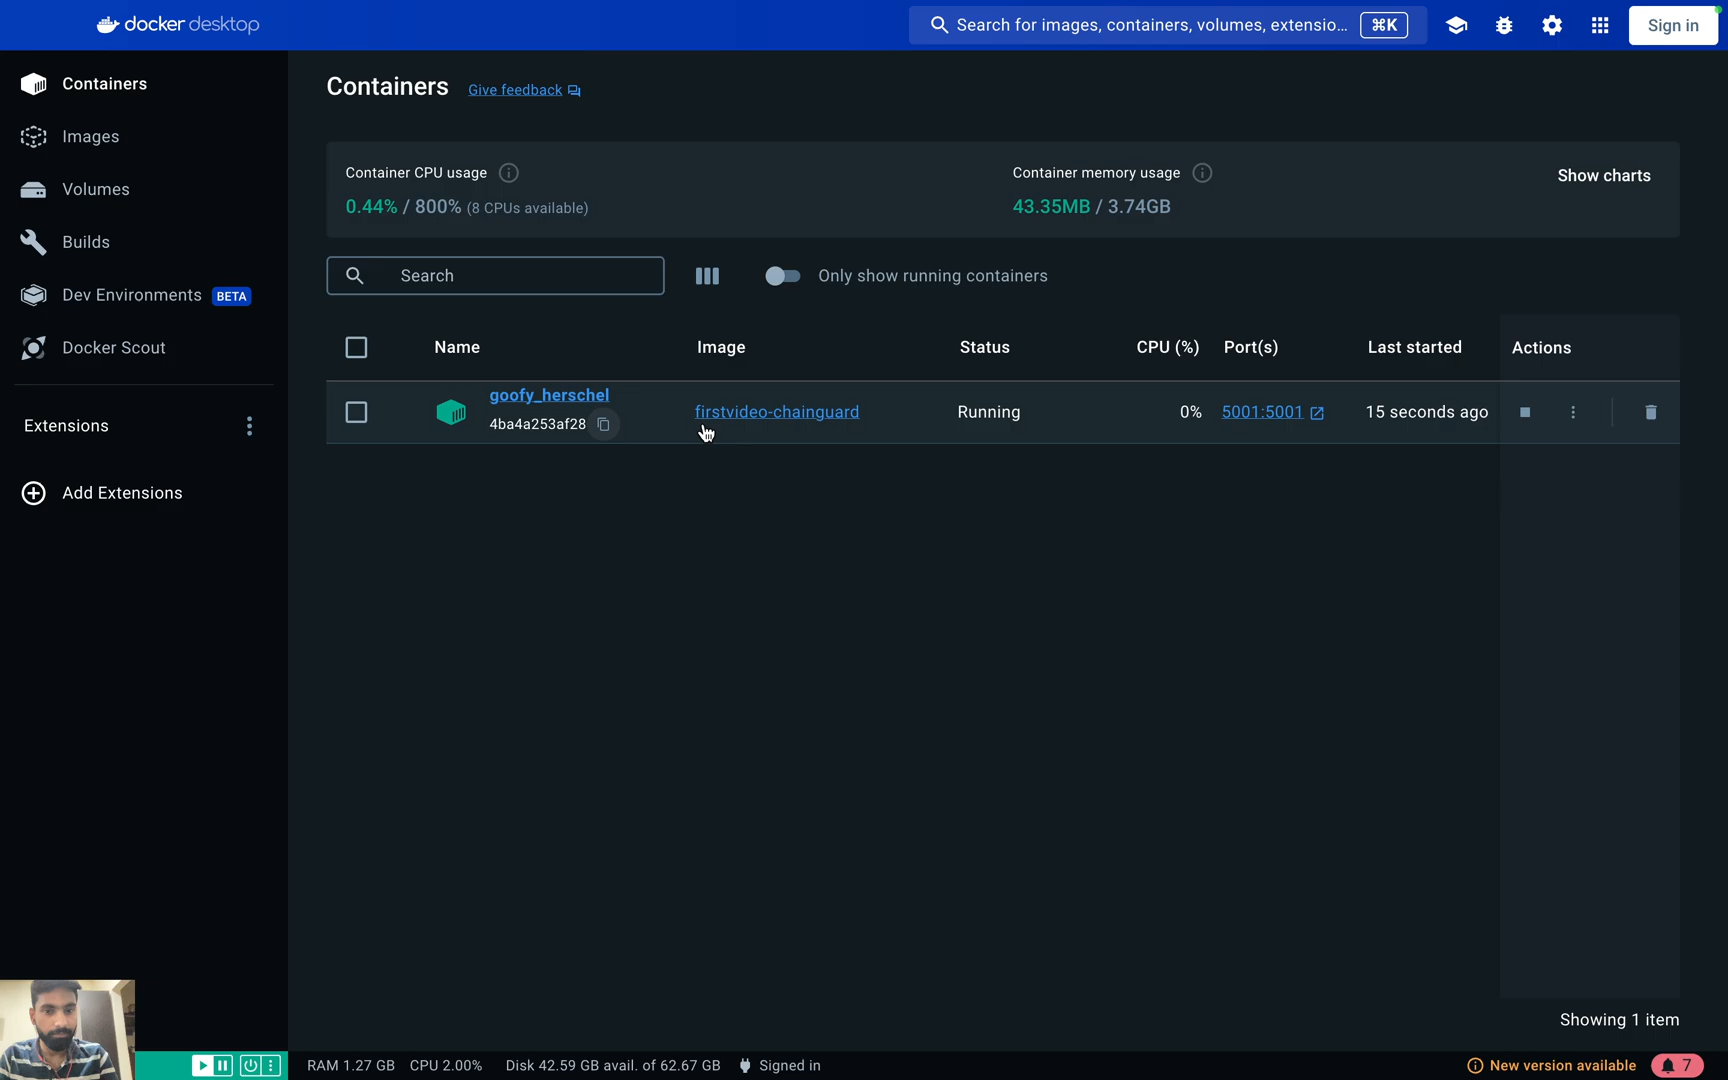 docker desktop
Search for images, containers, volumes, extensio... ⌘K
Sign in
Containers
Images
Volumes
Builds
Dev Environments BETA
Docker Scout
Extensions
Add Extensions
Containers Give feedback
Container CPU usage
0.44% / 800% (8 CPUs available)
Container memory usage
43.35MB / 3.74GB
Show charts
Search
Only show running containers
Name Image Status CPU (%) Port(s) Last started Actions
goofy_herschel
4ba4a253af28
firstvideo-chainguard Running 0% 5001:5001 15 seconds ago
Showing 1 item
RAM 1.27 GB CPU 2.00% Disk 42.59 GB avail. of 62.67 GB Signed in
New version available 7